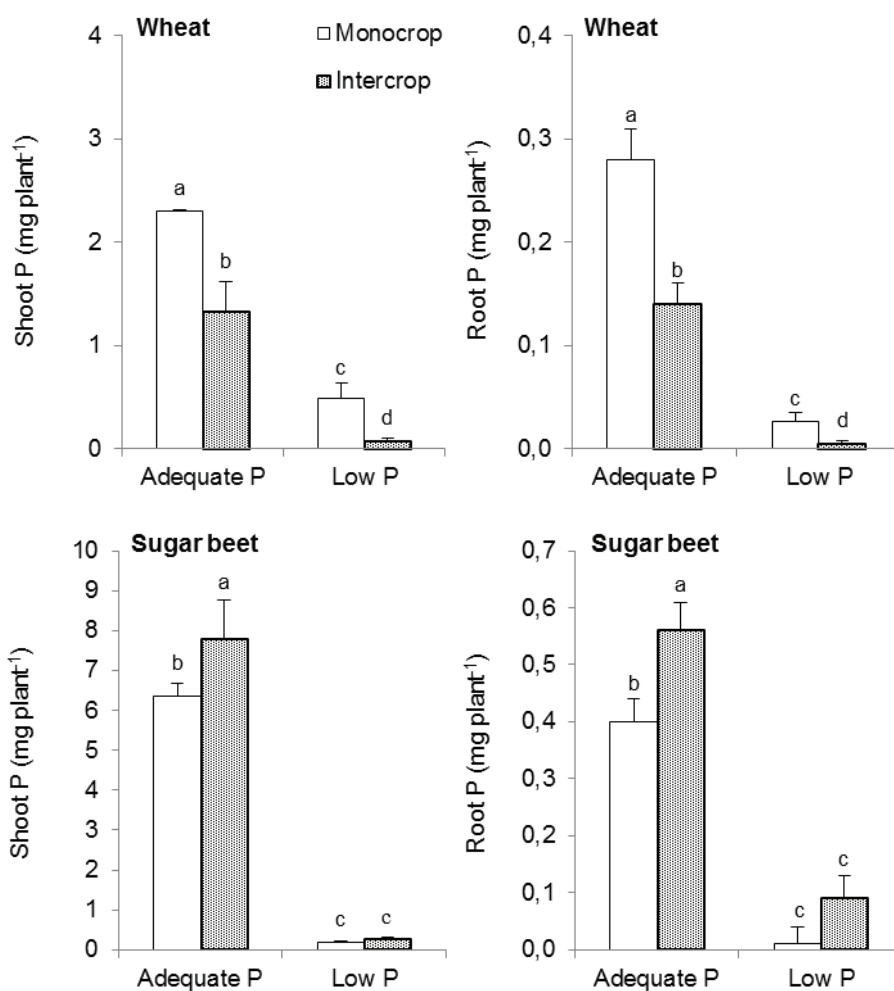 Wheat
Monocrop
Intercrop
Shoot P (mg plant-1)
4
3
2
1
0
a
b
c
d
Adequate P
Low P
Wheat
Root P (mg plant-1)
0,4
0,3
0,2
0,1
0,0
a
b
c
d
Adequate P
Low P
Sugar beet
Shoot P (mg plant-1)
10
9
8
7
6
5
4
3
2
1
0
b
a
c
c
Adequate P
Low P
Sugar beet
Root P (mg plant-1)
0,7
0,6
0,5
0,4
0,3
0,2
0,1
0,0
b
a
c
c
Adequate P
Low P